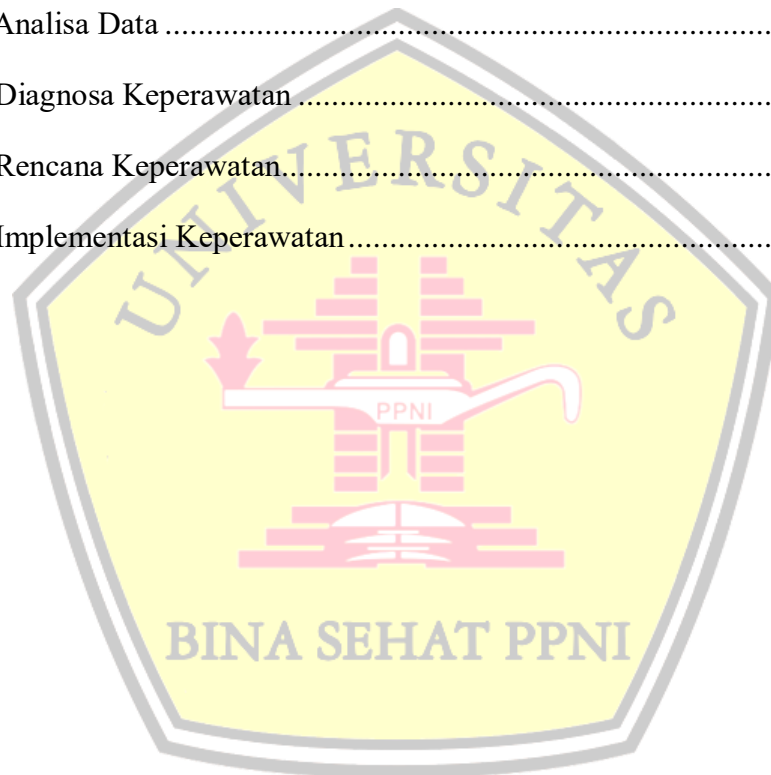 Analisa Data ........................................................................
Diagnosa Keperawatan ........................................................
Rencana Keperawatan..........................................................
Implementasi Keperawatan ..................................................
UNIVERSITAS
PPNI
BINA SEHAT PPNI